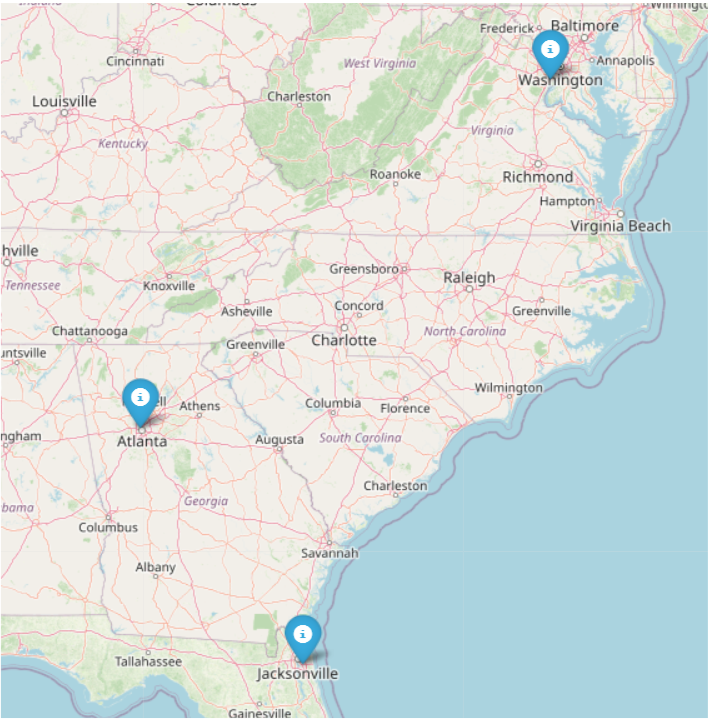 Indiana
Columbus
Wilmington
Frederick
Baltimore
Cincinnati
West Virginia
Annapolis
Washington
Louisville
Charleston
Kentucky
Virginia
Roanoke
Richmond
Hampton
Virginia Beach
hville
Greensboro
Raleigh
Tennessee
Knoxville
Asheville
Concord
Greenville
Chattanooga
Charlotte
North Carolina
Greenville
untsville
Wilmington
ell
Athens
Columbia
Florence
ngham
Atlanta
Augusta
South Carolina
Charleston
bama
Georgia
Columbus
Savannah
Albany
Tallahassee
Jacksonville
Gainesville
i
i
i